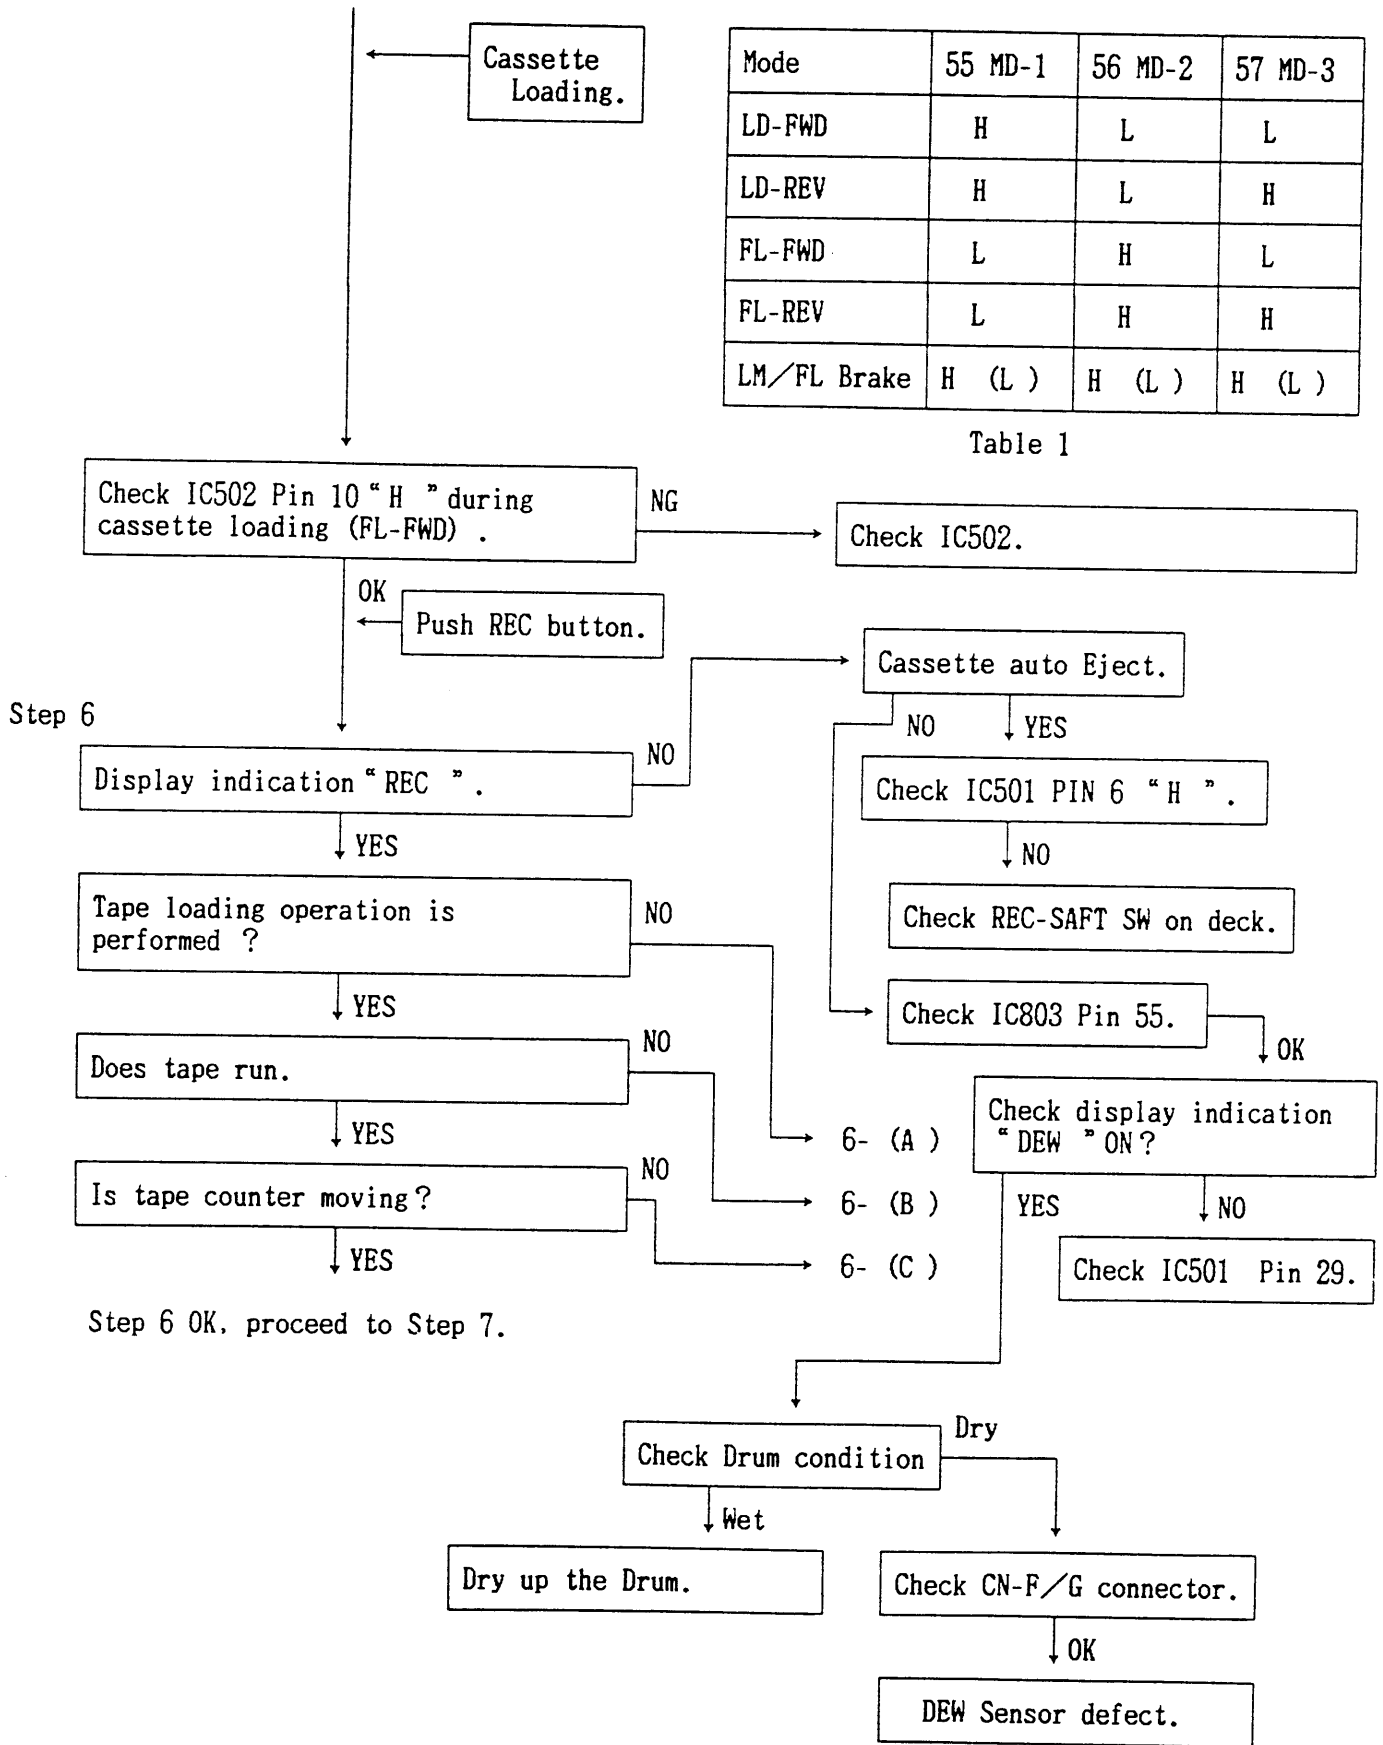 Cassette
Loading.
Mode 55 MD-1 56 MD-2 57 MD-3
LD-FWD H L L
LD-REV H L H
FL-FWD L H L
FL-REV L H H
LM/FL Brake H (L) H (L) H (L)
Table 1
Check IC502 Pin 10 “H” during
cassette loading (FL-FWD).
NG
Check IC502.
OK
Push REC button.
Cassette auto Eject.
NO YES
Step 6
Display indication “REC”.
NO
YES
Check IC501 PIN 6 “H”.
NO
Check REC-SAFT SW on deck.
Tape loading operation is
performed ?
NO
YES
Check IC803 Pin 55.
OK
Does tape run.
NO
YES
Check display indication
“DEW” ON?
YES
NO
Check IC501 Pin 29.
Is tape counter moving?
NO
YES
6-(A)
6-(B)
6-(C)
Step 6 OK, proceed to Step 7.
Check Drum condition
Dry
Wet
Dry up the Drum.
Check CN-F/G connector.
OK
DEW Sensor defect.